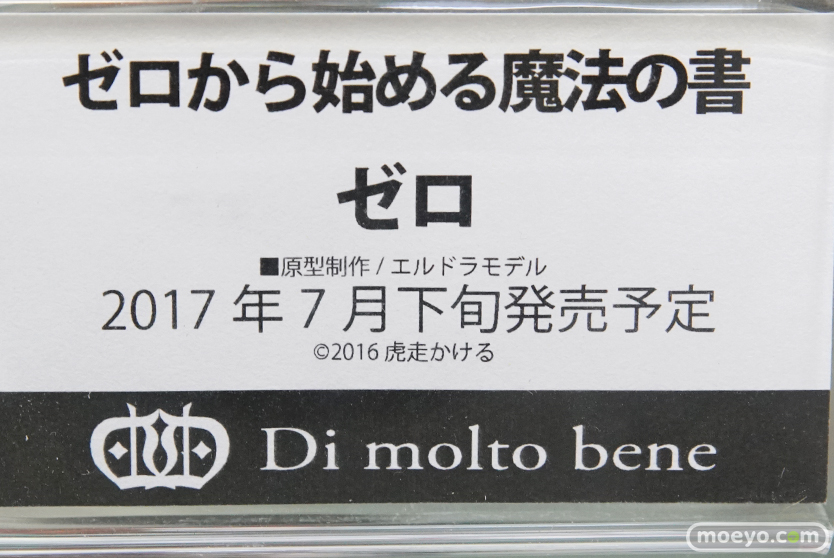 ゼロから始める魔法の書
ゼロ
■原型制作 / エルドラモデル
2017 年 7 月下旬発売予定
©2016 虎走かける
Di molto bene
moeyo.com